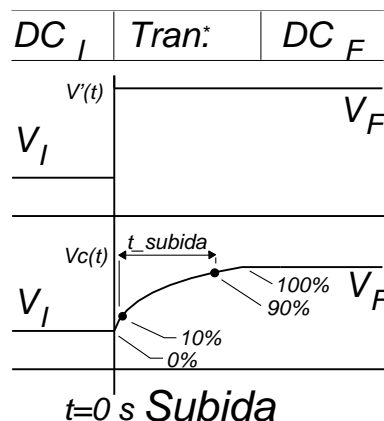 DC I Tran.* DC F
V'(t)
V F
V I
t_subida
Vc(t)
100%
V F
90%
V I
10%
0%
t=0 s Subida